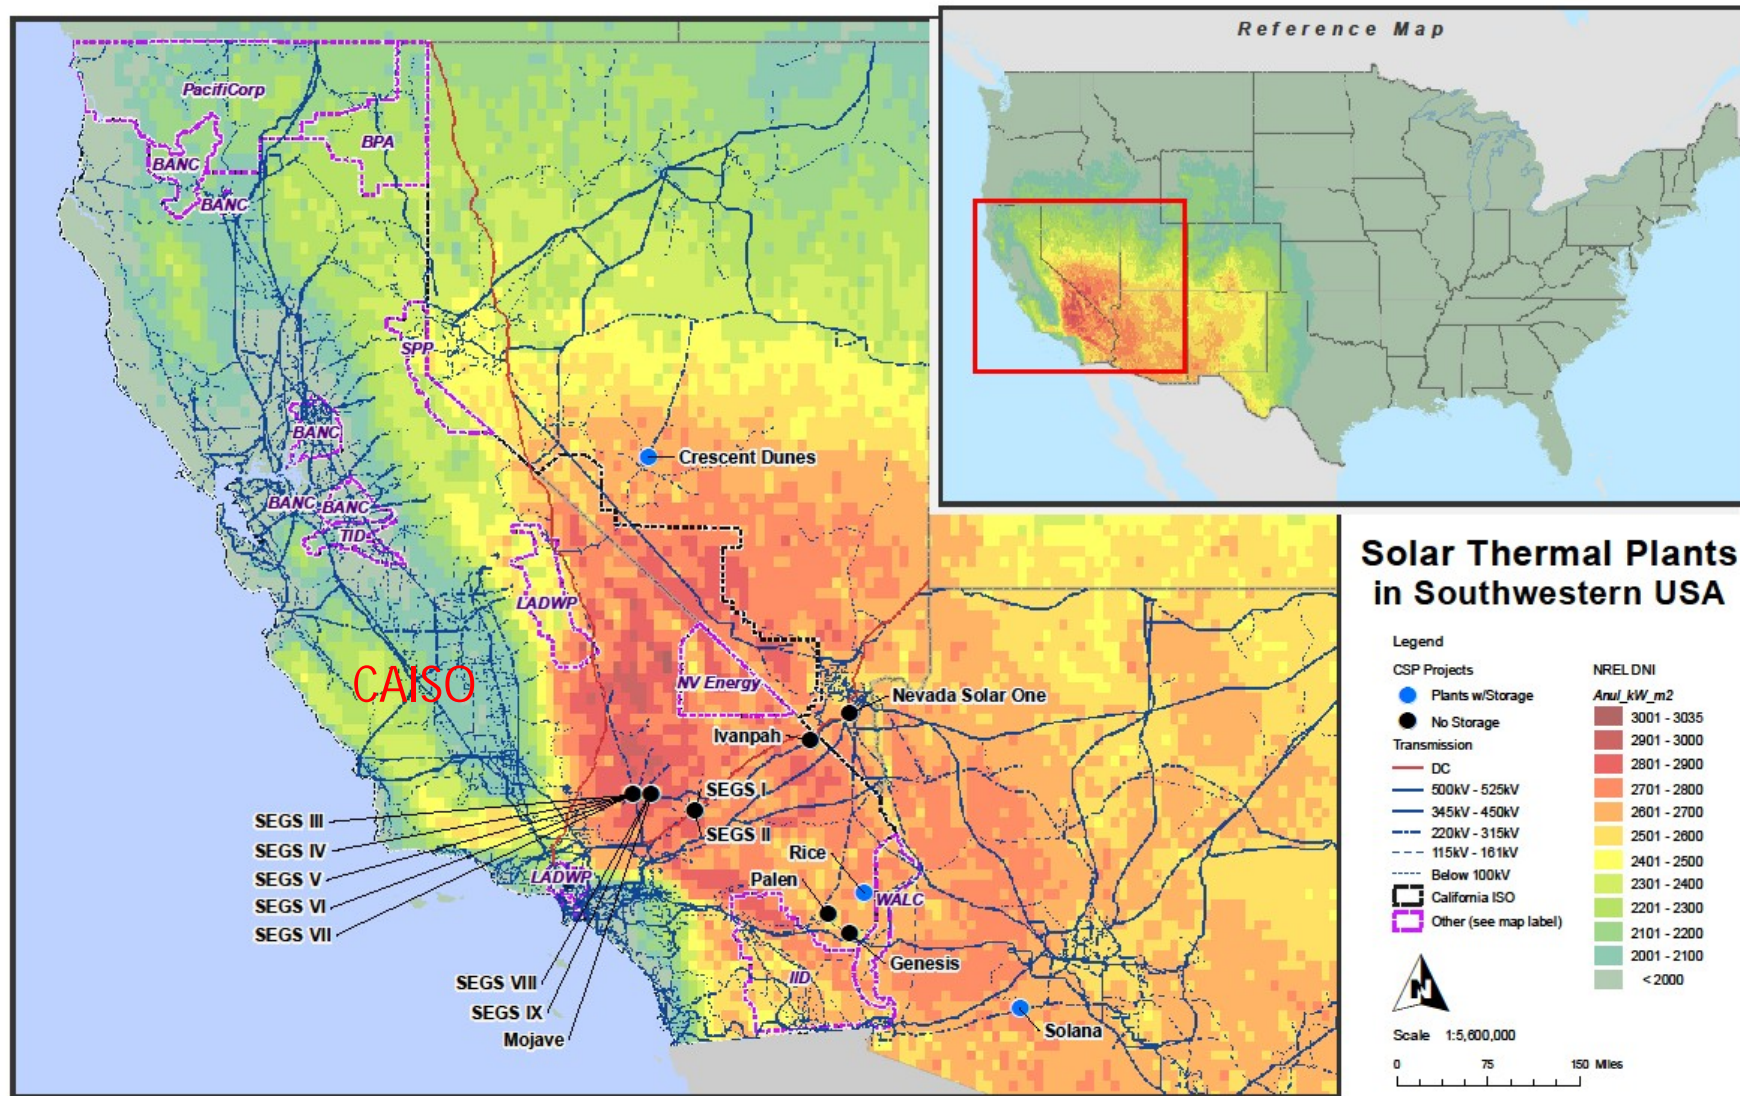 Reference Map
PacifiCorp
BPA
BANC
BANC
SPP
BANC
Crescent Dunes
BANC
BANC
TID
LADWP
CAISO
NV Energy
Nevada Solar One
Ivanpah
SEGS I
SEGS II
SEGS III
SEGS IV
SEGS V
SEGS VI
SEGS VII
Rice
Palen
LADWP
WALC
Genesis
IID
SEGS VIII
SEGS IX
Mojave
Solana
Solar Thermal Plants
in Southwestern USA
Legend
CSP Projects
Plants w/Storage
No Storage
Transmission
DC
500kV - 525kV
345kV - 450kV
220kV - 315kV
115kV - 161kV
Below 100kV
California ISO
Other (see map label)
NREL DNI
Anul_kW_m2
3001 - 3035
2901 - 3000
2801 - 2900
2701 - 2800
2601 - 2700
2501 - 2600
2401 - 2500
2301 - 2400
2201 - 2300
2101 - 2200
2001 - 2100
< 2000
N
Scale 1:5,600,000
0 75 150 Miles